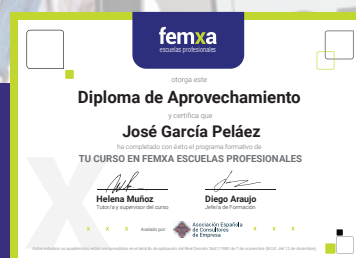 femxa
escuelas profesionales
otorga este
Diploma de Aprovechamiento
y certifica que
José García Peláez
ha completado con éxito el programa formativo de
TU CURSO EN FEMXA ESCUELAS PROFESIONALES
Helena Muñoz
Tutor/a y supervisor del curso
Diego Araujo
Jefe/a de Formación
x x x Avalado por: Asociación Española de Consultores de Empresa x x x